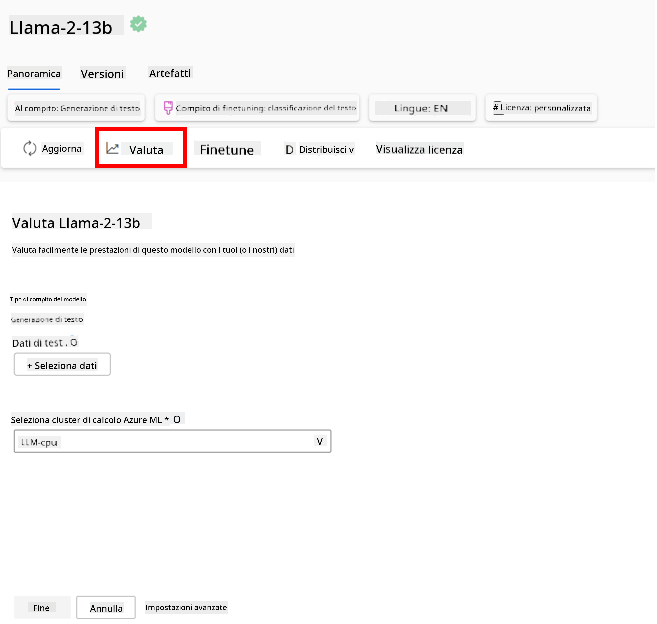 Llama-2-13b
Panoramica Versioni Artefatti
Al compito: Generazione di testo Compito di finetuning: classificazione del testo Lingue: EN # Licenza: personalizzata
Aggiorna Valuta Finetune D Distribuisci v Visualizza licenza
Valuta Llama-2-13b
Valuta facilmente le prestazioni di questo modello con i tuoi (o i nostri) dati
Tipo di compito del modello
Generazione di testo
Dati di test . O
+ Seleziona dati
Seleziona cluster di calcolo Azure ML * O
LLM-cpu V
Fine Annulla Impostazioni avanzate